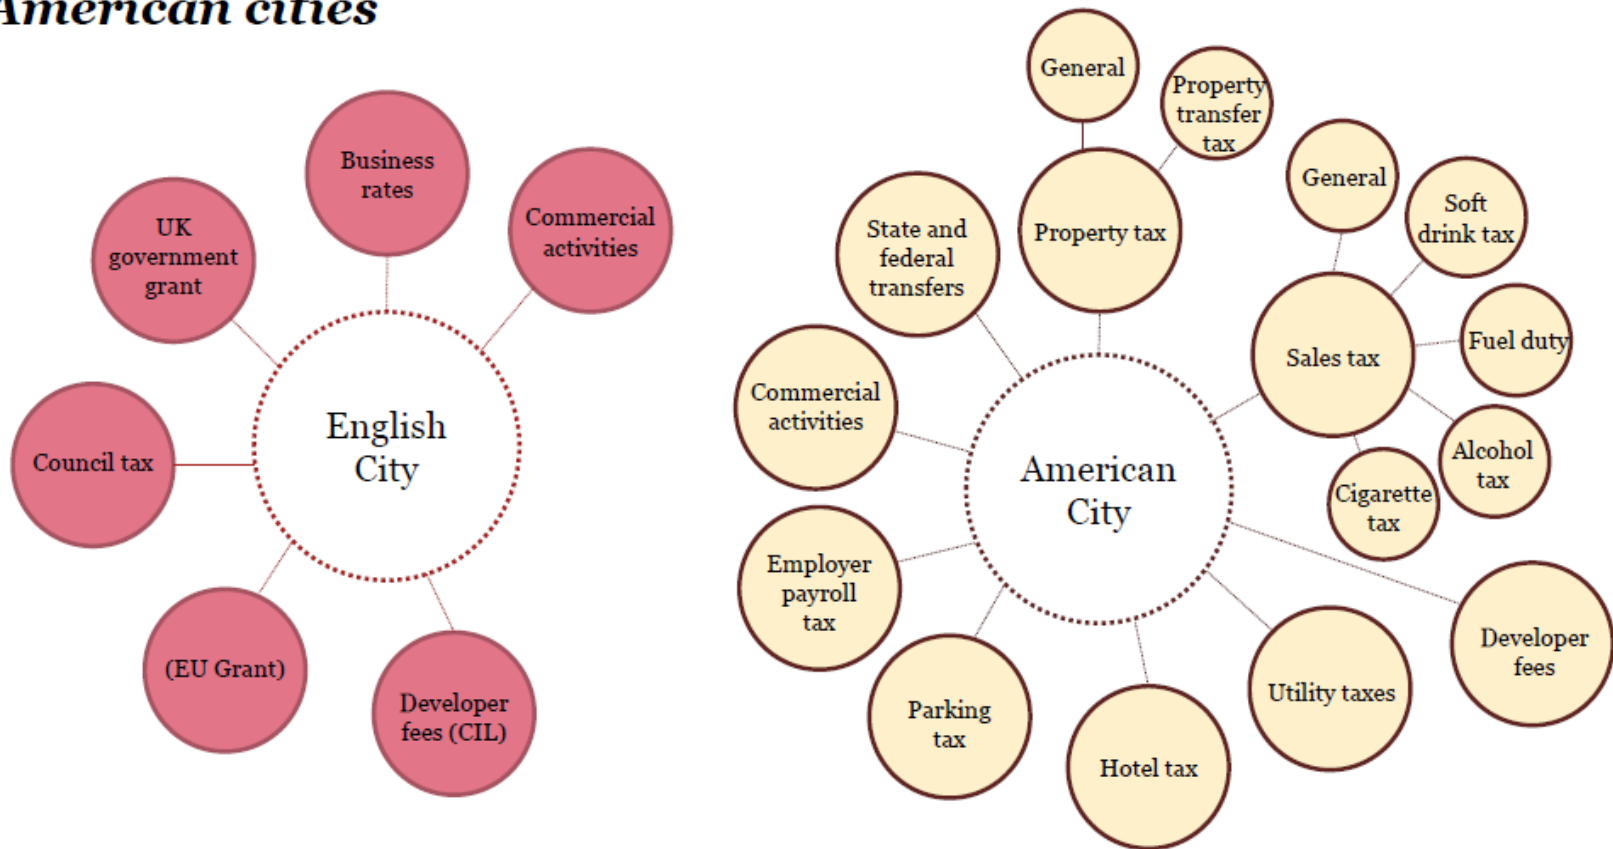 American cities
Business
rates
Commercial
activities
UK
government
grant
Council tax
English
City
(EU Grant)
Developer
fees (CIL)
General
Property
transfer
tax
Property tax
State and
federal
transfers
General
Soft
drink tax
Sales tax
Fuel duty
Alcohol
tax
Cigarette
tax
Commercial
activities
American
City
Employer
payroll
tax
Parking
tax
Hotel tax
Utility taxes
Developer
fees